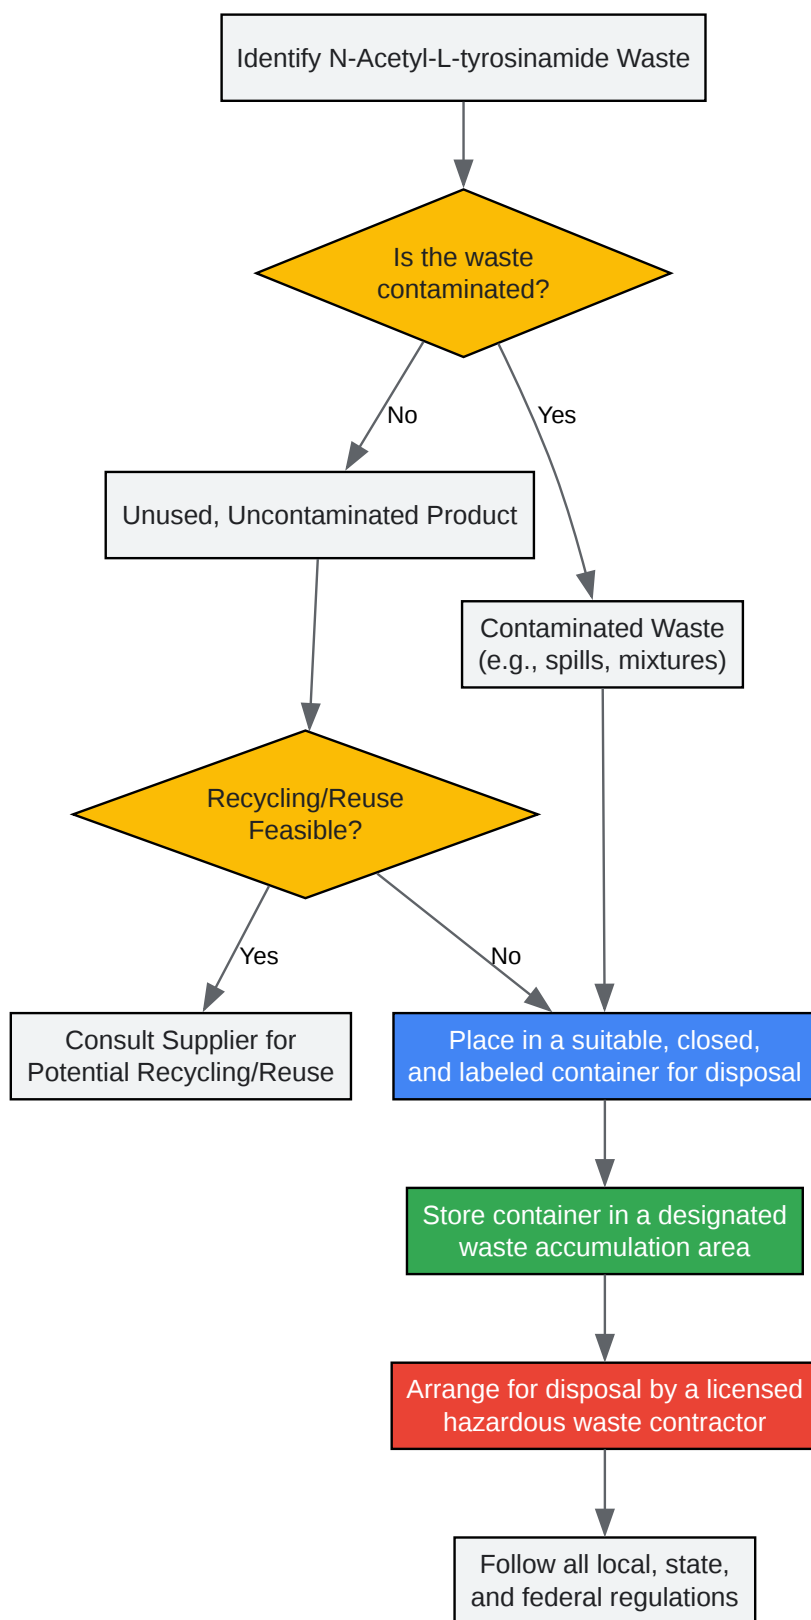 Identify N-Acetyl-L-tyrosinamide Waste
Is the waste
contaminated?
No
Yes
Unused, Uncontaminated Product
Contaminated Waste
(e.g., spills, mixtures)
Recycling/Reuse
Feasible?
Yes
No
Consult Supplier for
Potential Recycling/Reuse
Place in a suitable, closed,
and labeled container for disposal
Store container in a designated
waste accumulation area
Arrange for disposal by a licensed
hazardous waste contractor
Follow all local, state,
and federal regulations